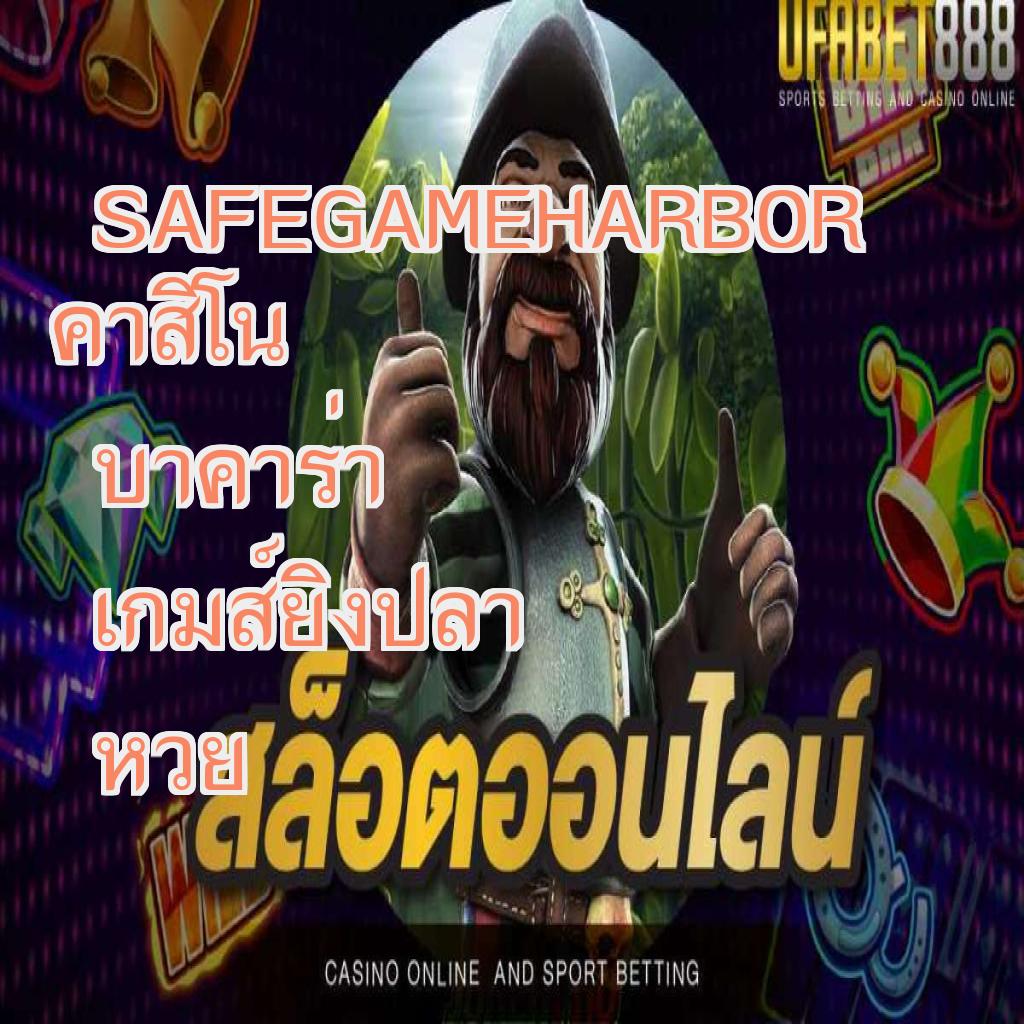 UFABET888
SPORTS BETTING AND CASINO ONLINE
BAR
SAFEGAMEHARBOR
คาสิโน
บาคาร่า
เกมส์ยิงปลา
หวย
สล็อตออนไลน์
WIN
CASINO ONLINE AND SPORT BETTING